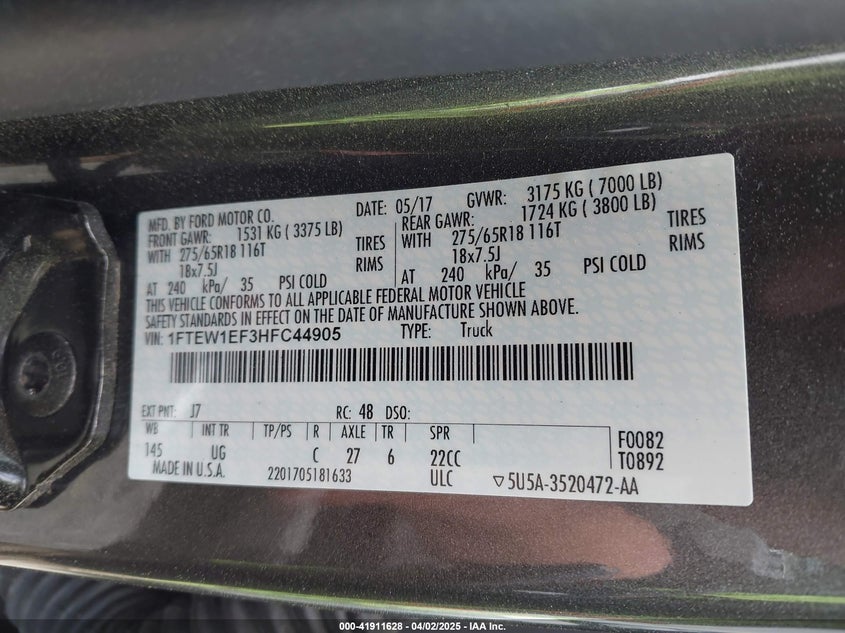 MFD. BY FORD MOTOR CO.
DATE: 05/17 GVWR: 3175 KG ( 7000 LB)
FRONT GAWR: 1531 KG ( 3375 LB) REAR GAWR: 1724 KG ( 3800 LB)
WITH 275/65R18 116T TIRES WITH 275/65R18 116T TIRES
18x7.5J RIMS 18x7.5J RIMS
AT 240 kPa/ 35 PSI COLD AT 240 kPa/ 35 PSI COLD
THIS VEHICLE CONFORMS TO ALL APPLICABLE FEDERAL MOTOR VEHICLE
SAFETY STANDARDS IN EFFECT ON THE DATE OF MANUFACTURE SHOWN ABOVE.
VIN: 1FTEW1EF3HFC44905 TYPE: Truck
EXT PNT: J7 RC: 48 DSO:
WB INT TR TP/PS R AXLE TR SPR F0082
145 UG C 27 6 22CC T0892
MADE IN U.S.A. 2201705181633 ULC ▽5U5A-3520472-AA
000-41911628 - 04/02/2025 - IAA Inc.